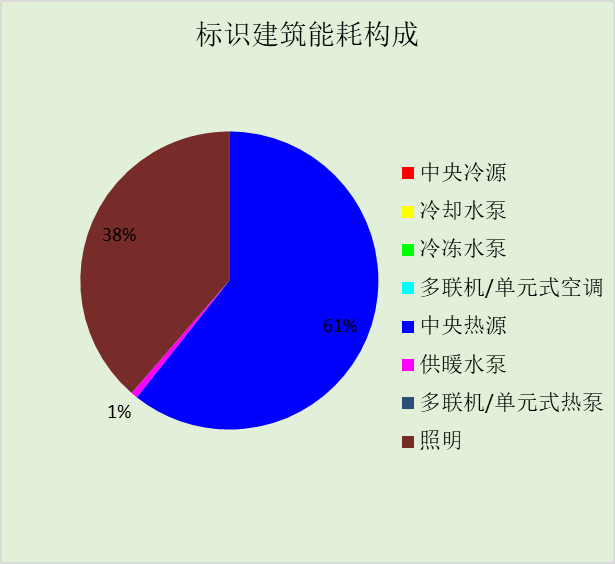 标识建筑能耗构成
中央冷源
冷却水泵
38%
冷冻水泵
多联机/单元式空调
61%
中央热源
供暖水泵
1%
多联机/单元式热泵
照明